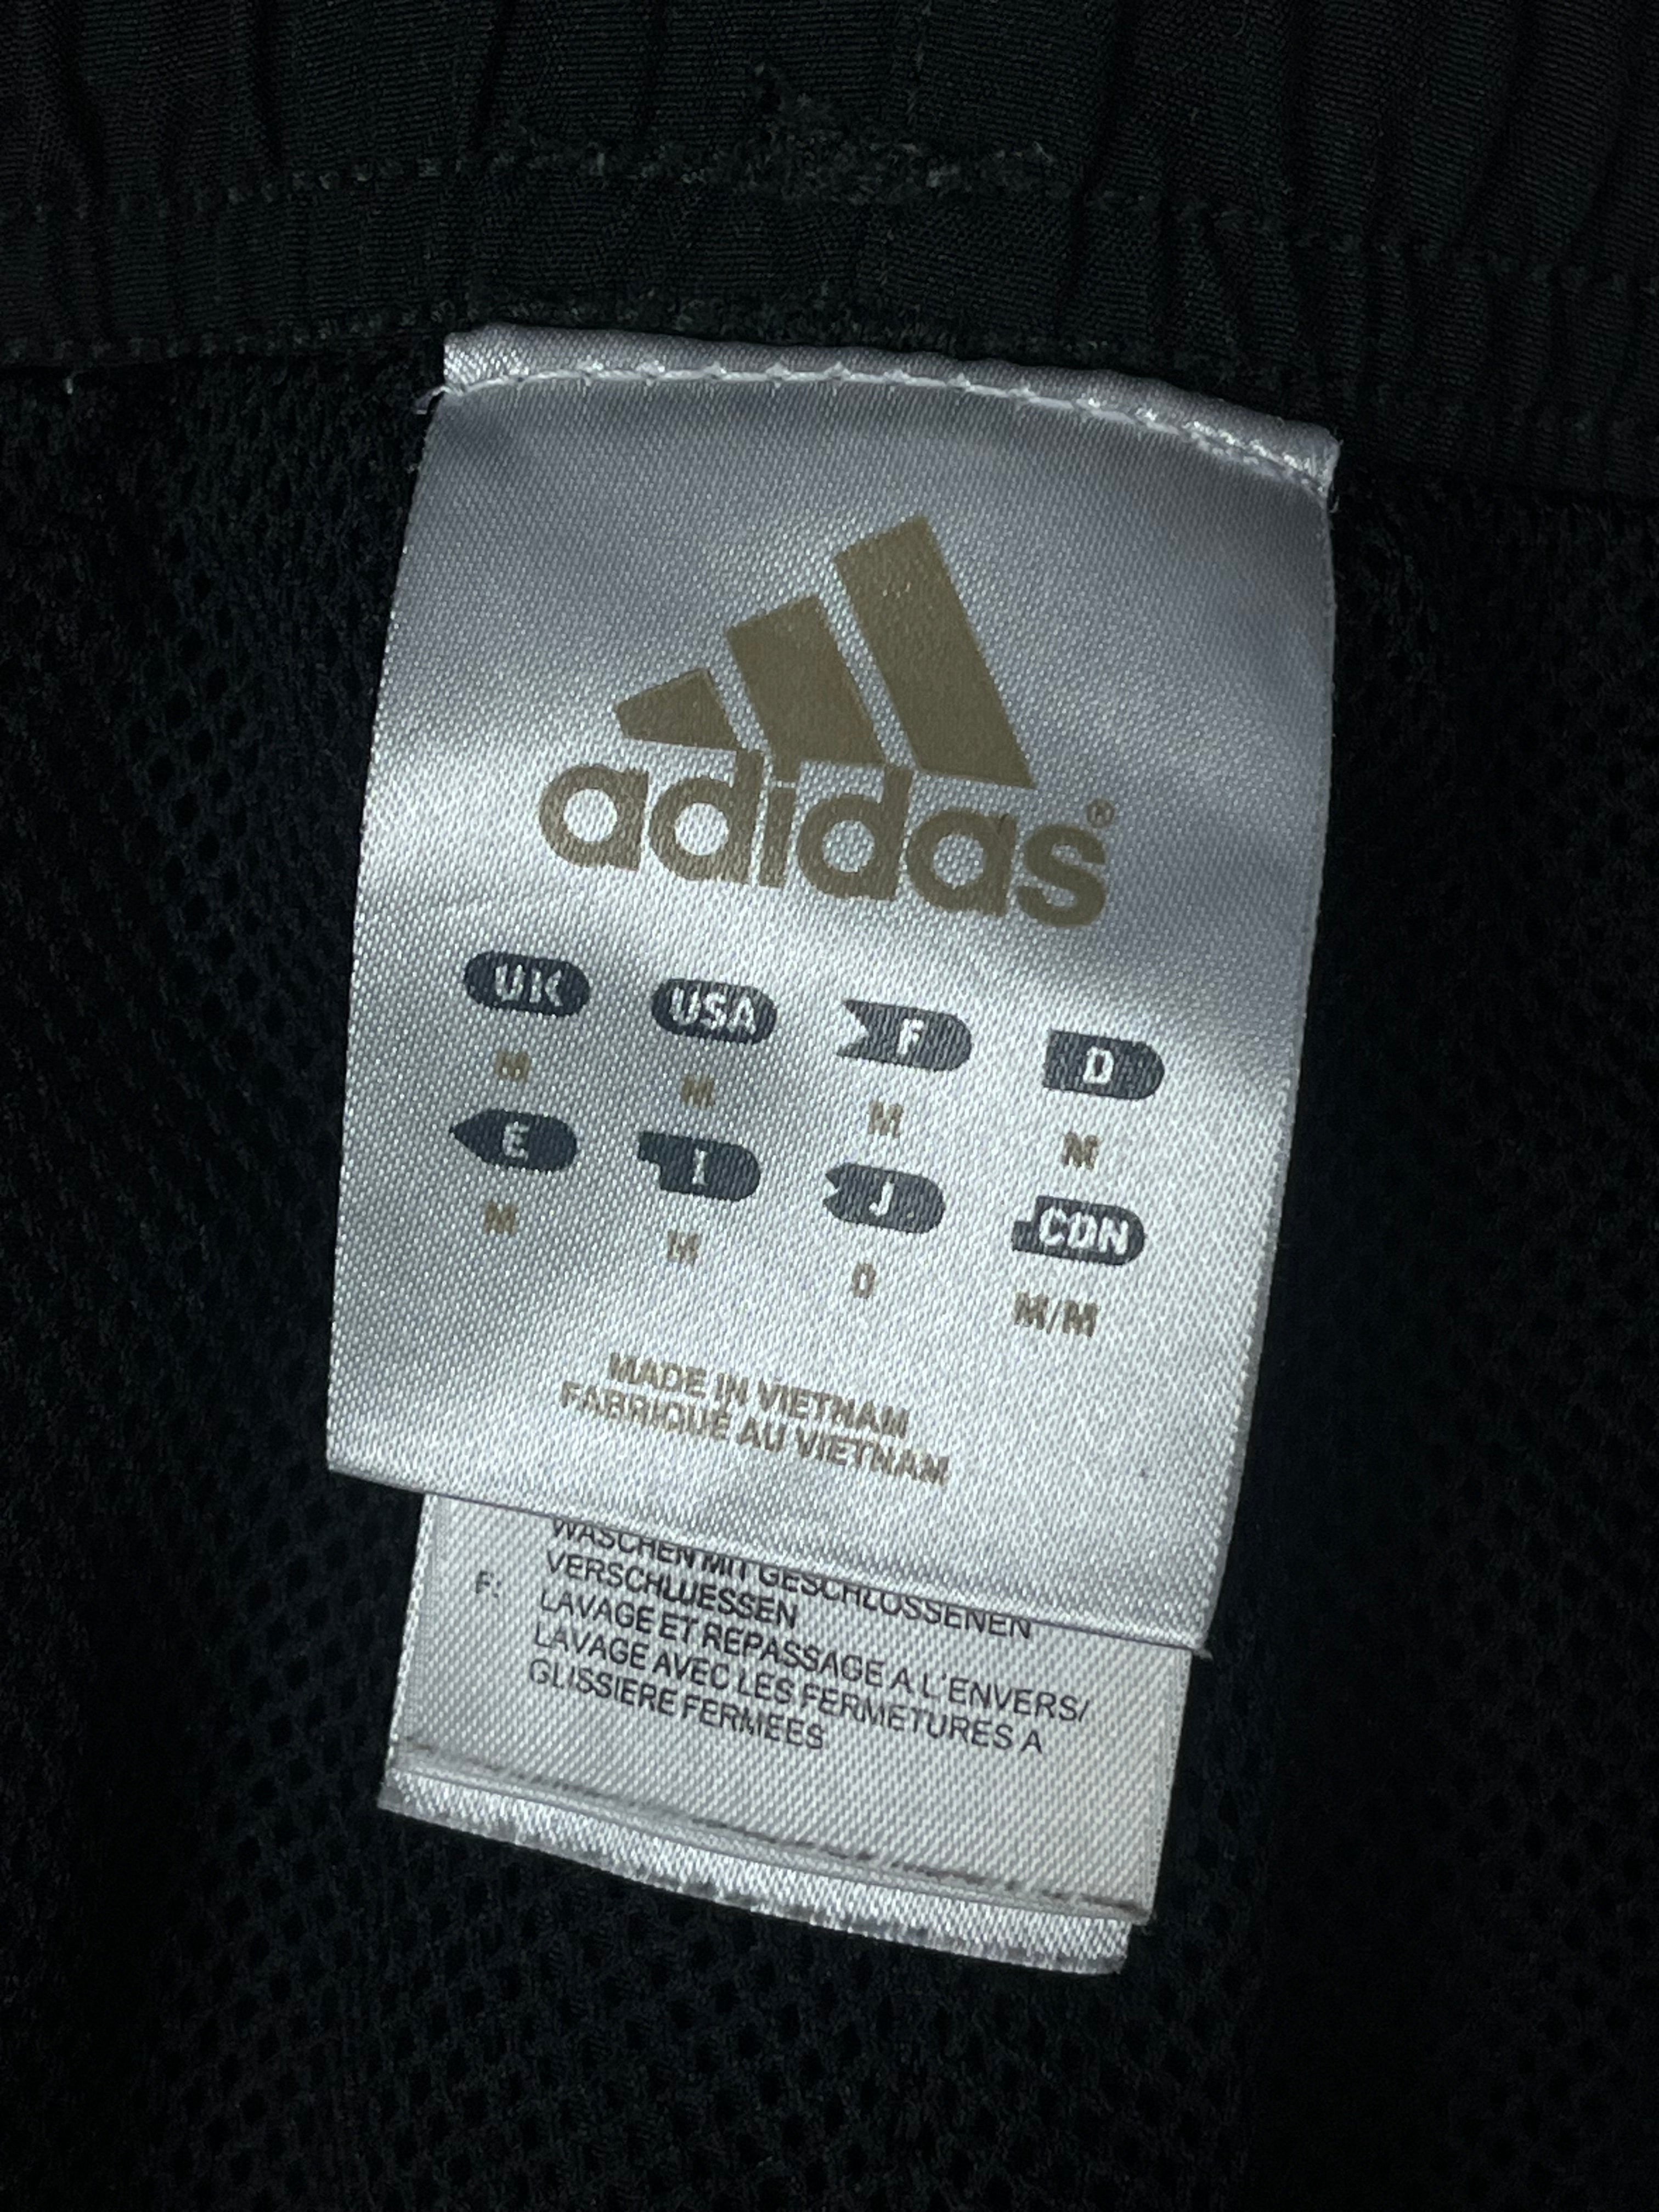 adidas®
UK USA F D
M M M M
E I J CDN
M M O M/M
MADE IN VIETNAM
FABRIQUÉ AU VIETNAM
WASCHEN MIT GESCHLOSSENEN
VERSCHLUESSEN
F: LAVAGE ET REPASSAGE A L'ENVERS/
LAVAGE AVEC LES FERMETURES A
GLISSIERE FERMEES